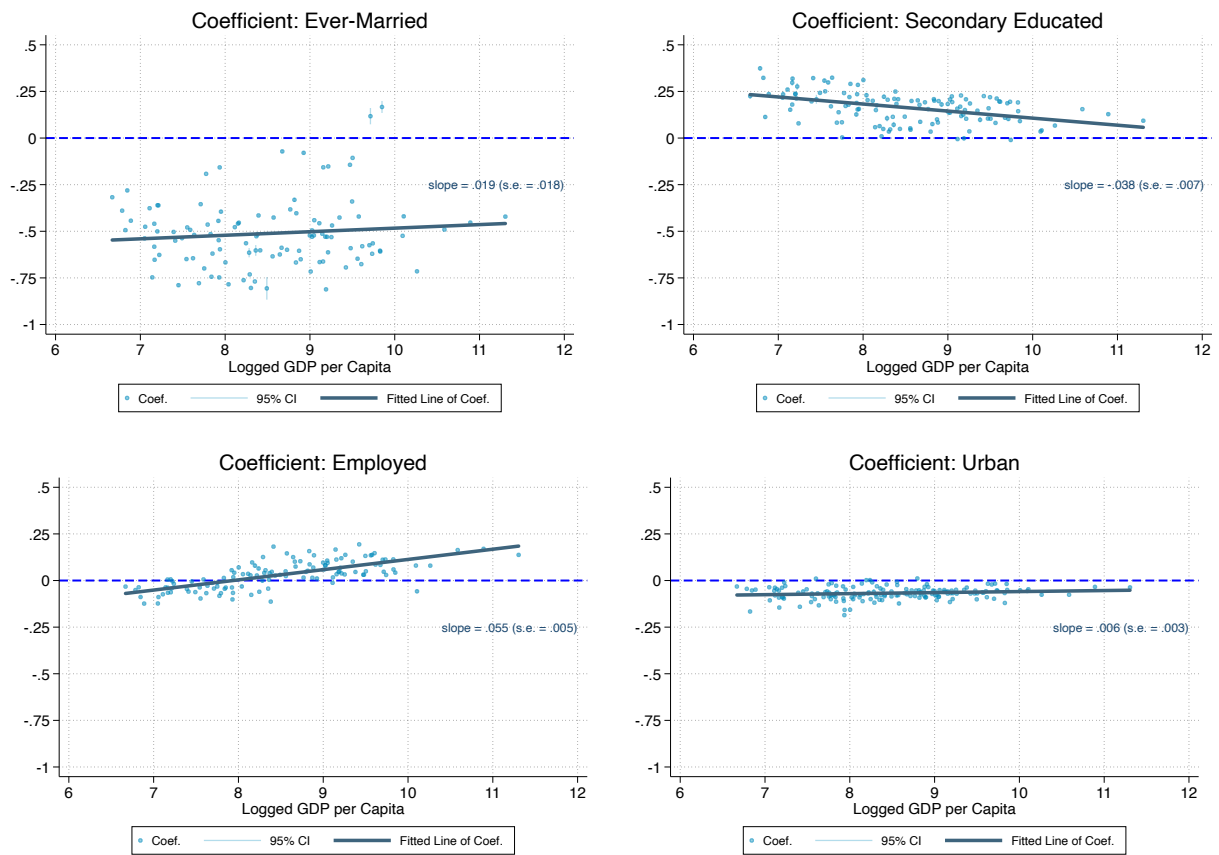 Coefficient: Ever-Married
.5
.25
0
-.25
-.5
-.75
-1
slope = .019 (s.e. = .018)
6 7 8 9 10 11 12
Logged GDP per Capita
Coef. 95% CI Fitted Line of Coef.
Coefficient: Secondary Educated
.5
.25
0
-.25
-.5
-.75
-1
slope = -.038 (s.e. = .007)
6 7 8 9 10 11 12
Logged GDP per Capita
Coef. 95% CI Fitted Line of Coef.
Coefficient: Employed
.5
.25
0
-.25
-.5
-.75
-1
slope = .055 (s.e. = .005)
6 7 8 9 10 11 12
Logged GDP per Capita
Coef. 95% CI Fitted Line of Coef.
Coefficient: Urban
.5
.25
0
-.25
-.5
-.75
-1
slope = .006 (s.e. = .003)
6 7 8 9 10 11 12
Logged GDP per Capita
Coef. 95% CI Fitted Line of Coef.